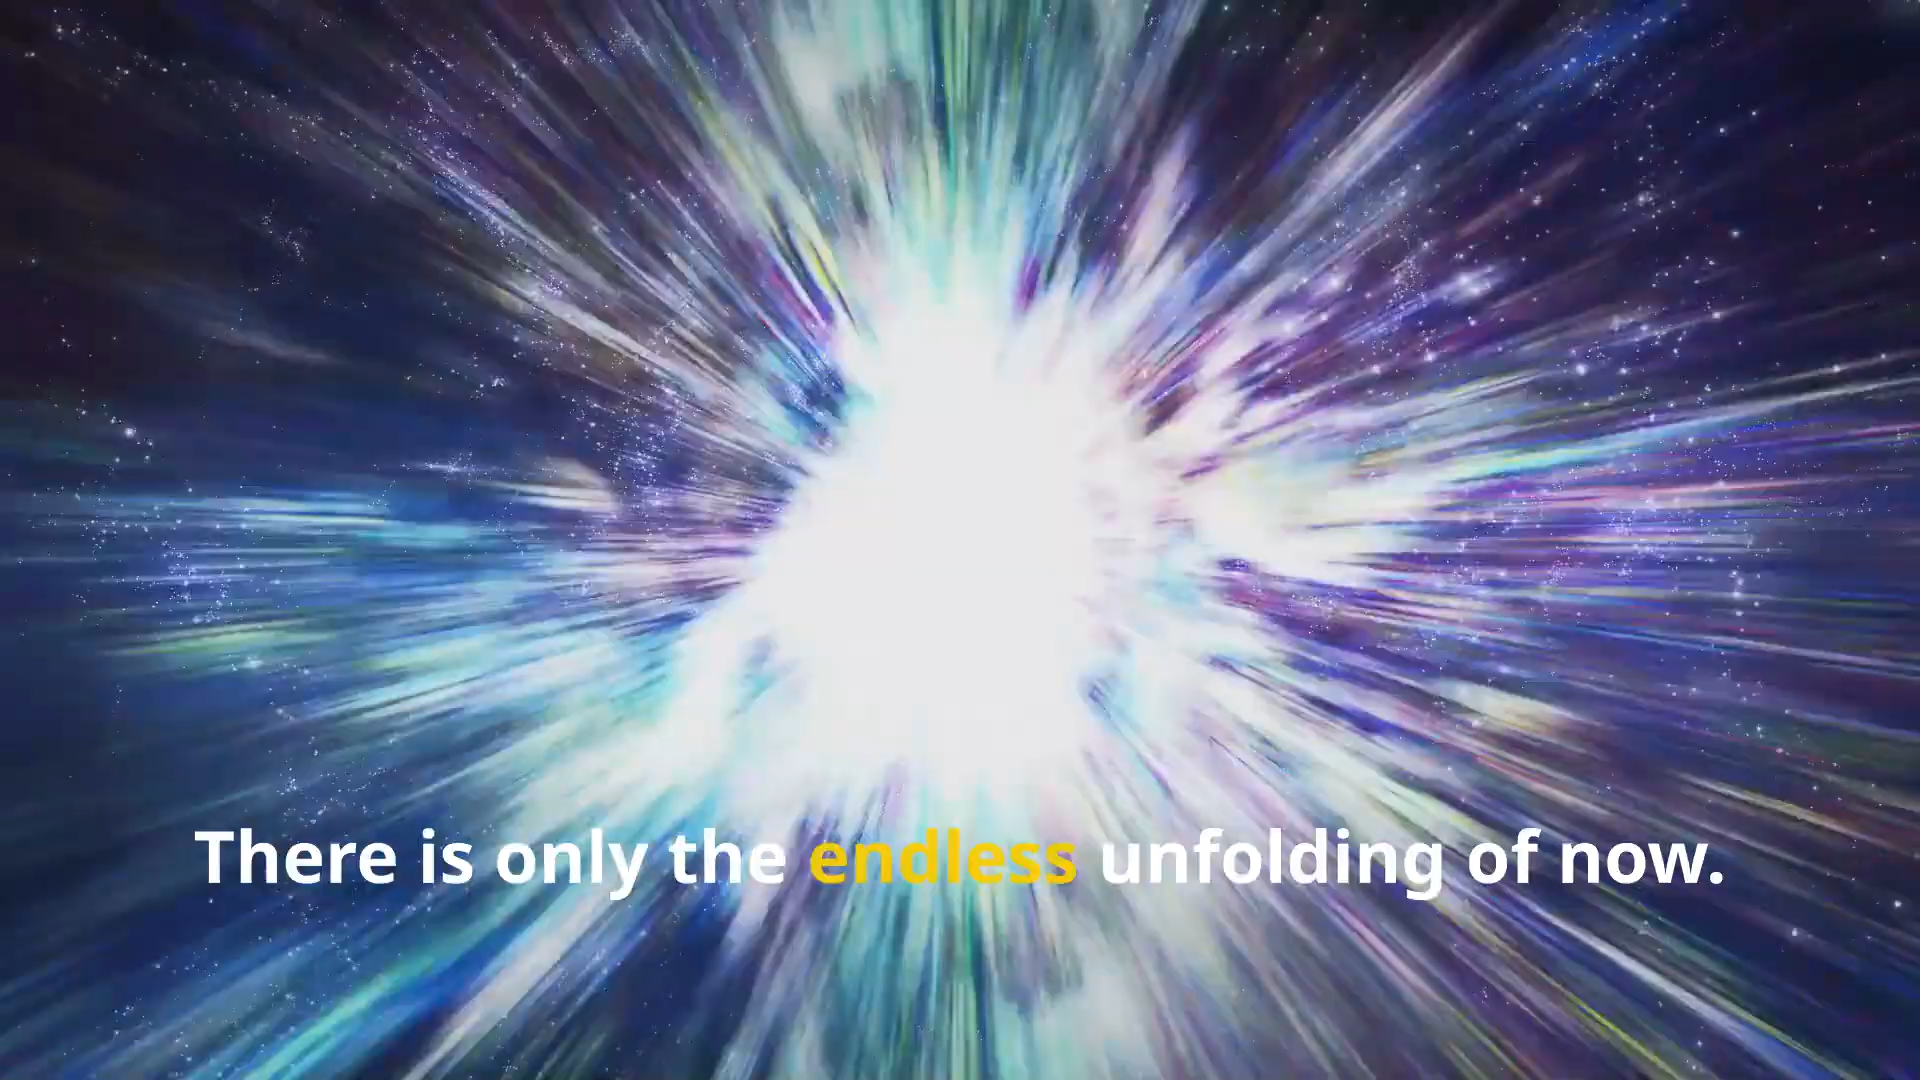 There is only the endless unfolding of now.